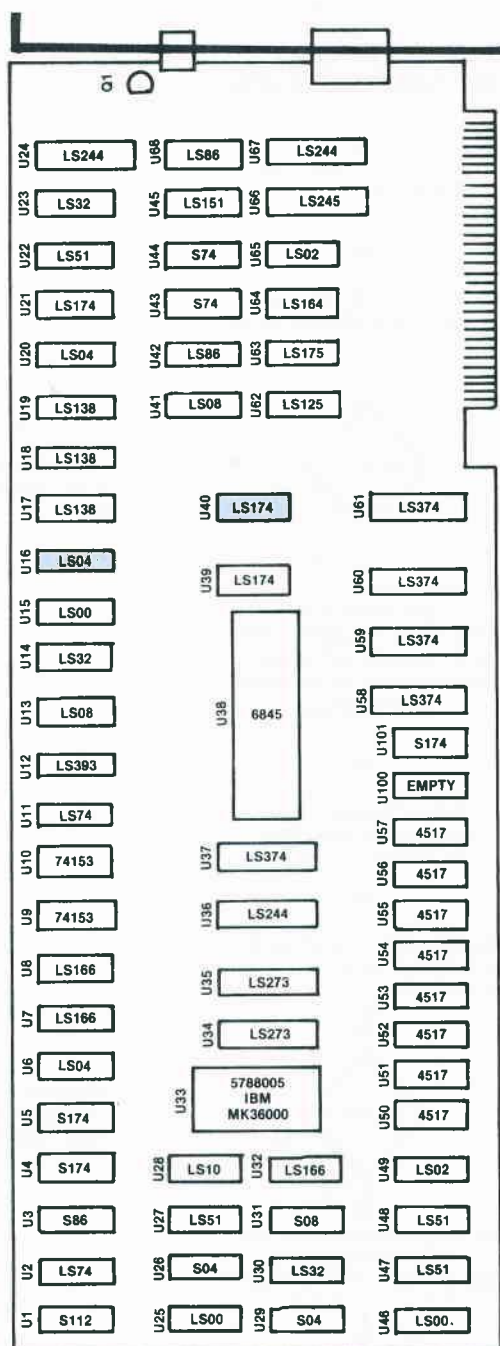 Q1
U24 LS244 U68 LS86 U67 LS244
U23 LS32 U45 LS151 U66 LS245
U22 LS51 U44 S74 U65 LS02
U21 LS174 U43 S74 U64 LS164
U20 LS04 U42 LS86 U63 LS175
U19 LS138 U41 LS08 U62 LS125
U18 LS138
U17 LS138 U40 LS174 U61 LS374
U16 LS04 U39 LS174 U60 LS374
U15 LS00 U59 LS374
U14 LS32
U13 LS08 U38 6845 U58 LS374
U101 S174
U12 LS393 U100 EMPTY
U11 LS74 U57 4517
U10 74153 U37 LS374 U56 4517
U9 74153 U36 LS244 U55 4517
U54 4517
U8 LS166 U35 LS273 U53 4517
U7 LS166 U34 LS273 U52 4517
U6 LS04 U51 4517
U5 S174 U33 5788005 U50 4517
IBM
MK36000
U4 S174 U28 LS10 U32 LS166 U49 LS02
U3 S86 U27 LS51 U31 S08 U48 LS51
U2 LS74 U26 S04 U30 LS32 U47 LS51
U1 S112 U25 LS00 U29 S04 U46 LS00.